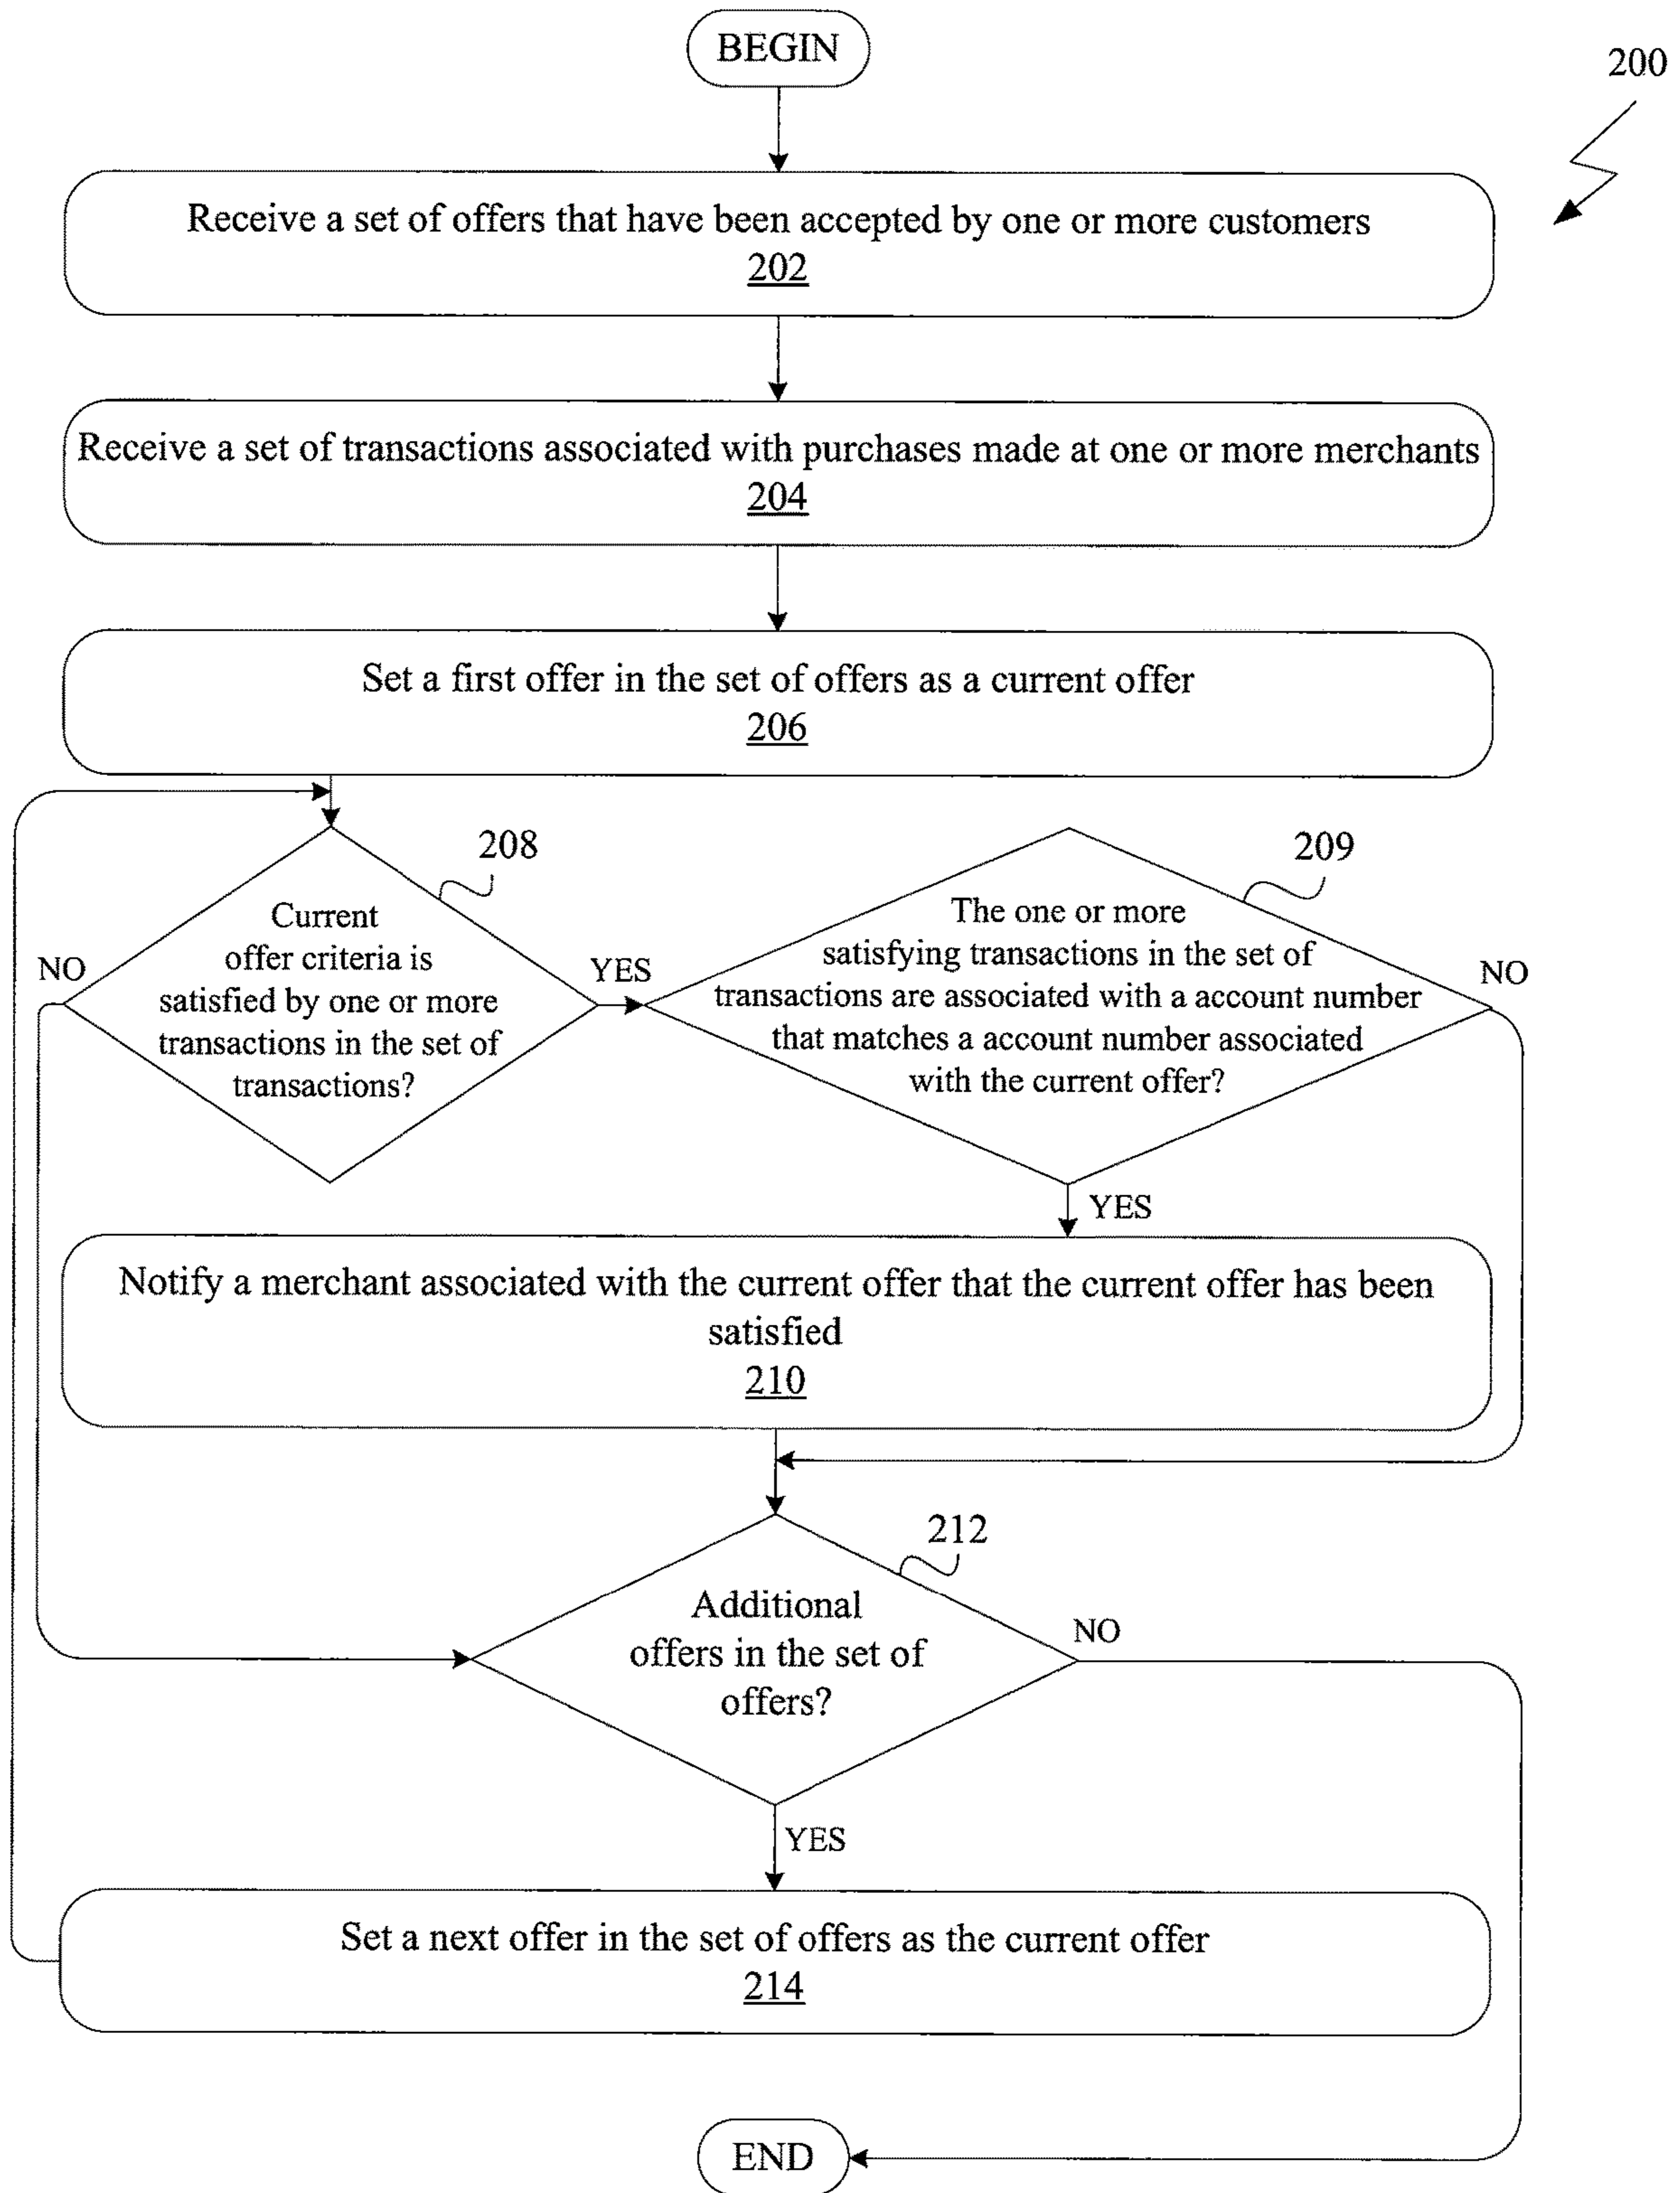 BEGIN
200
Receive a set of offers that have been accepted by one or more customers
202
Receive a set of transactions associated with purchases made at one or more merchants
204
Set a first offer in the set of offers as a current offer
206
208
Current
offer criteria is
satisfied by one or more
transactions in the set of
transactions?
NO
YES
209
The one or more
satisfying transactions in the set of
transactions are associated with a account number
that matches a account number associated
with the current offer?
NO
YES
Notify a merchant associated with the current offer that the current offer has been
satisfied
210
212
Additional
offers in the set of
offers?
NO
YES
Set a next offer in the set of offers as the current offer
214
END